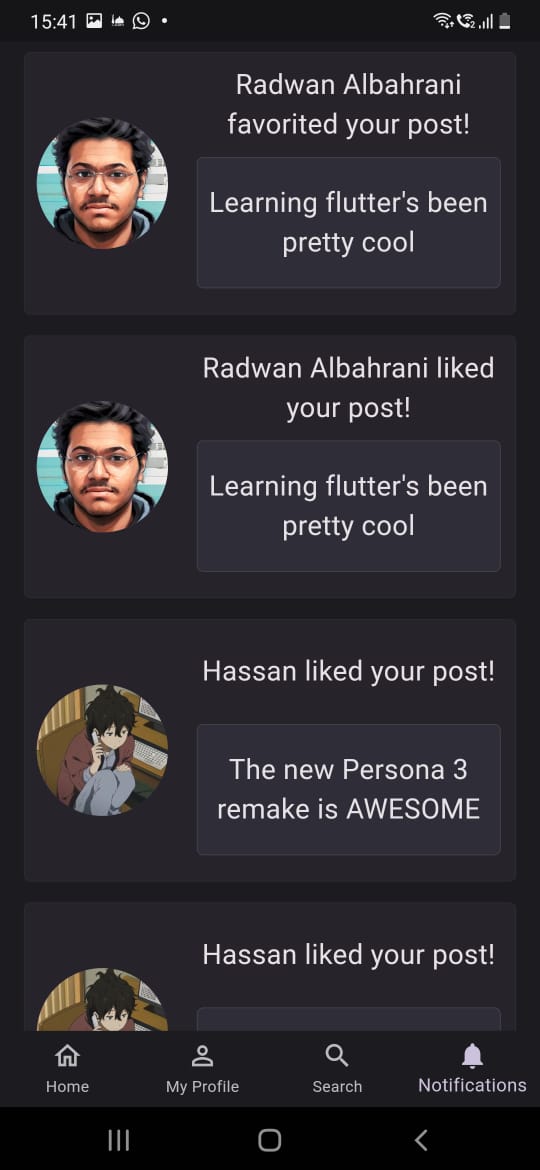 15:41
Radwan Albahrani
favorited your post!
Learning flutter's been
pretty cool
Radwan Albahrani liked
your post!
Learning flutter's been
pretty cool
Hassan liked your post!
The new Persona 3
remake is AWESOME
Hassan liked your post!
Home My Profile Search Notifications